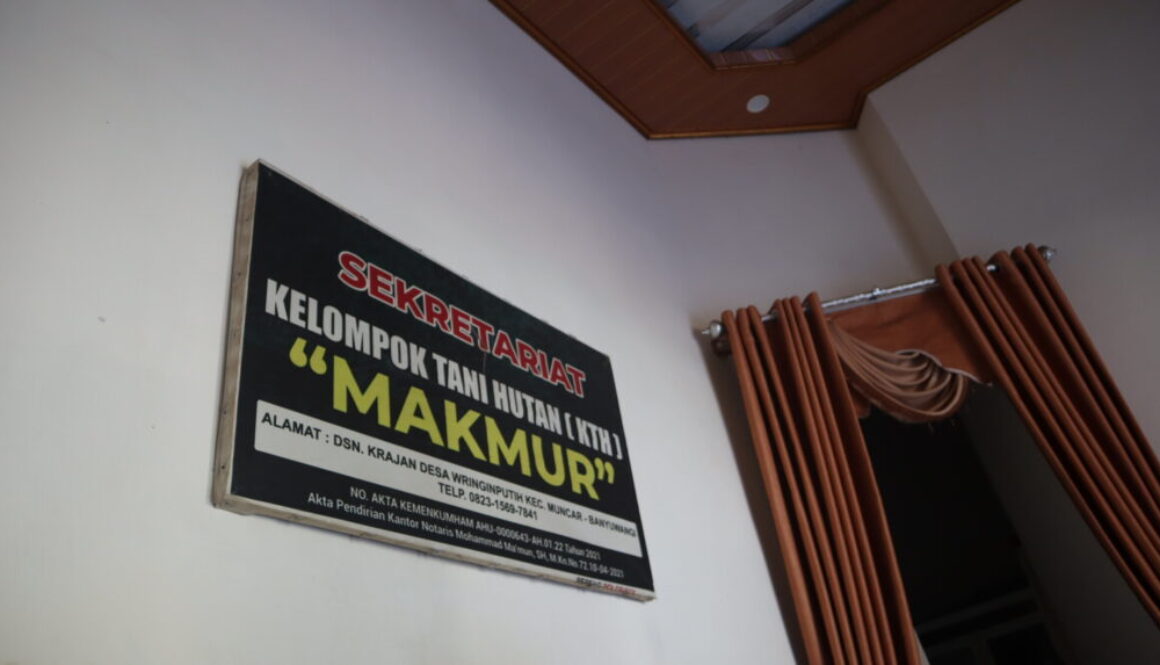 SEKRETARIAT
KELOMPOK TANI HUTAN ( KTH )
“MAKMUR”
ALAMAT : DSN. KRAJAN DESA WRINGINPUTIH KEC. MUNCAR - BANYUWANGI
TELP. 0823-1569-7841
NO. AKTA KEMENKUMHAM AHU-0000643-AH.01.22 Tahun 2021
Akta Pendirian Kantor Notaris Mohammad Ma'mun, SH, M.Kn.No.72.10-04-2021